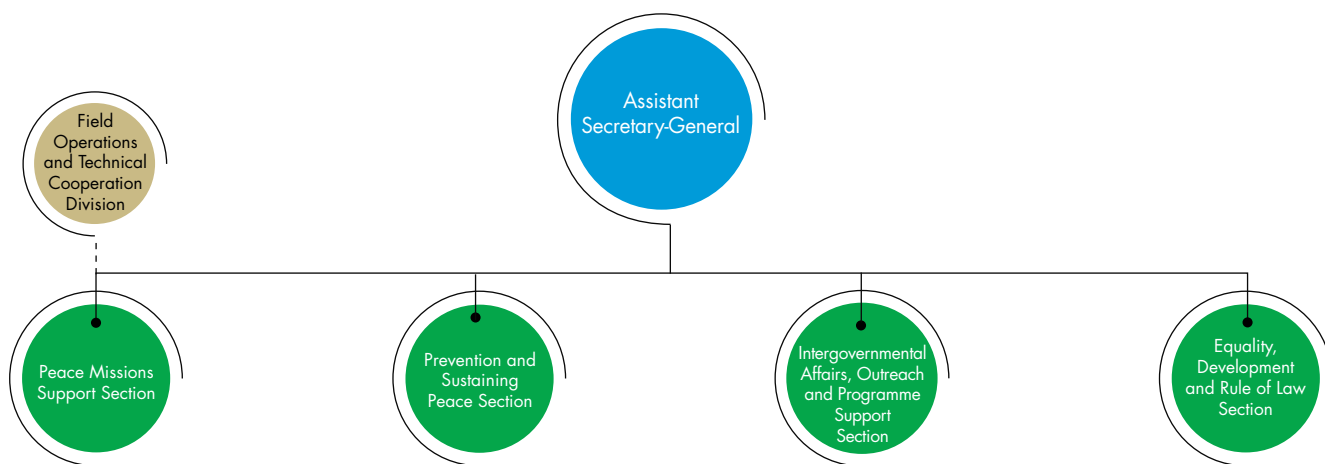 Assistant
Secretary-General
Field
Operations
and Technical
Cooperation
Division
Peace Missions
Support Section
Prevention and
Sustaining
Peace Section
Intergovernmental
Affairs, Outreach
and Programme
Support
Section
Equality,
Development
and Rule of Law
Section